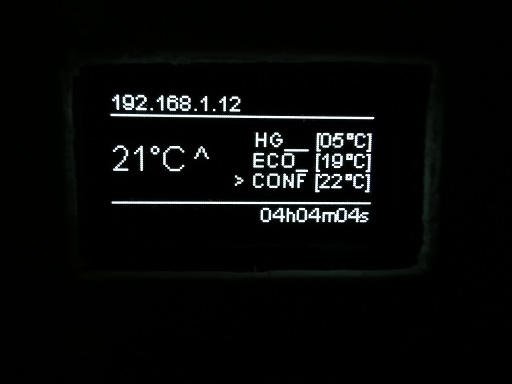 192.168.1.12
HG__ [05°C]
21°C ^ ECO_ [19°C]
> CONF [22°C]
04h04m04s